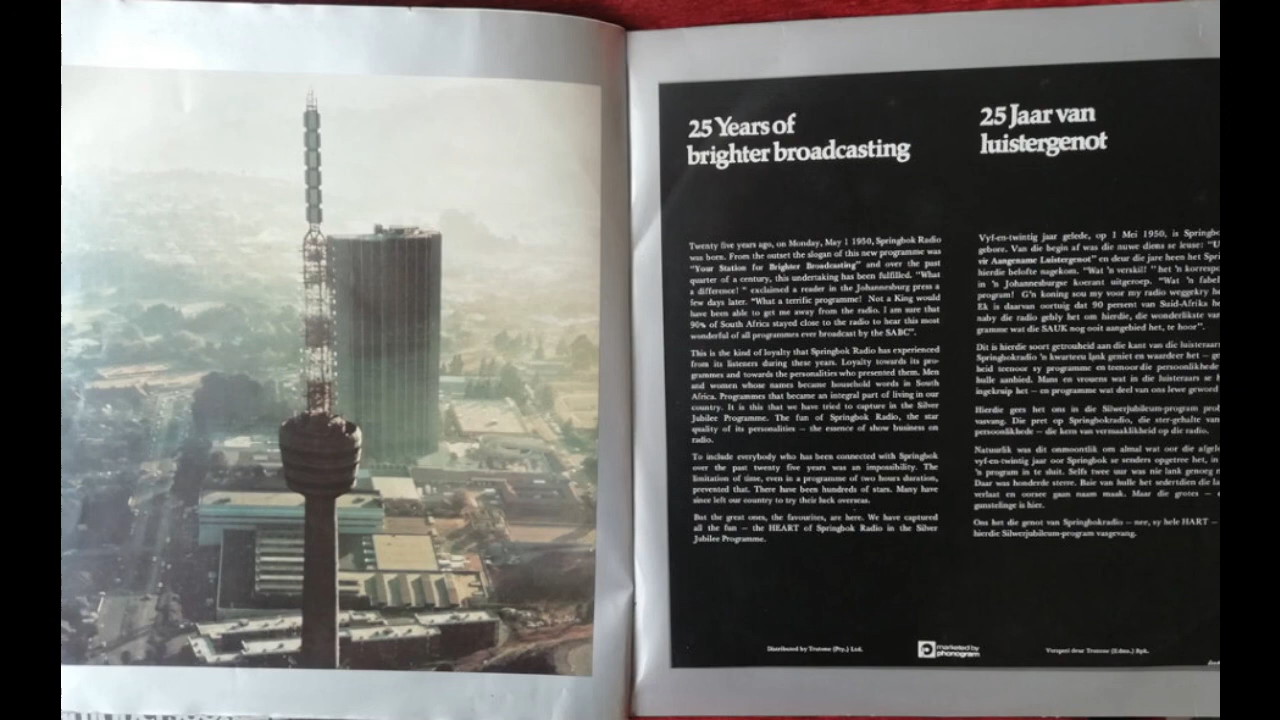 25 Years of
brighter broadcasting
Twenty five years ago, on Monday, May 1 1950, Springbok Radio
was born. From the outset the slogan of this new programme was
"Your Station for Brighter Broadcasting" and over the past
quarter of a century, this undertaking has been fulfilled. "What
a difference! " exclaimed a reader in the Johannesburg press a
few days later. "What a terrific programme! Not a King would
have been able to get me away from the radio. I am sure that
90% of South Africa stayed close to the radio to hear this most
wonderful of all programmes ever broadcast by the SABC".
This is the kind of loyalty that Springbok Radio has experienced
from its listeners during these years. Loyalty towards its pro-
grammes and towards the personalities who presented them. Men
and women whose names became household words in South
Africa. Programmes that became an integral part of living in our
country. It is this that we have tried to capture in the Silver
Jubilee Programme. The fun of Springbok Radio, the star
quality of its personalities — the essence of show business on
radio.
To include everybody who has been connected with Springbok
over the past twenty five years was an impossibility. The
limitation of time, even in a programme of two hours duration,
prevented that. There have been hundreds of stars. Many have
since left our country to try their luck overseas.
But the great ones, the favourites, are here. We have captured
all the fun — the HEART of Springbok Radio in the Silver
Jubilee Programme.
25 Jaar van
luistergenot
Vyf-en-twintig jaar gelede, op 1 Mei 1950, is Springbo
gebore. Van die begin af was die nuwe diens se leuse: "U
vir Aangename Luistergenot" en deur die jare heen het Spri
hierdie belofte nagekom. "Wat 'n verskil! " het 'n korrespo
in 'n Johannesburgse koerant uitgeroep. "Wat 'n fabel
program! G'n koning sou my voor my radio weggekry he
Ek is daarvan oortuig dat 90 persent van Suid-Afrika he
naby die radio gebly het om hierdie, die wonderlikste van
gramme wat die SAUK nog ooit aangebied het, te hoor".
Dit is hierdie soort getrouheid aan die kant van die luisteraars
Springbokradio 'n kwarteeu lank geniet en waardeer het — ge
heid teenoor sy programme en teenoor die persoonlikhede
hulle aanbied. Mans en vrouens wat in die luisteraars se h
ingekruip het — en programme wat deel van ons lewe geword
Hierdie gees het ons in die Silwerjubileum-program prob
vasvang. Die pret op Springbokradio, die ster-gehalte van
persoonlikhede — die kern van vermaaklikheid op die radio.
Natuurlik was dit onmoontlik om almal wat oor die afgel
vyf-en-twintig jaar oor Springbok se senders opgetree het, in
'n program in te sluit. Selfs twee uur was nie lank genoeg n
Daar was honderde sterre. Baie van hulle het sedertdien die la
verlaat en oorsee gaan naam maak. Maar die grotes — 
gunstelinge is hier.
Ons het die genot van Springbokradio — nee, sy hele HART —
hierdie Silwerjubileum-program vasgevang.
Distributed by Trutone (Pty.) Ltd.
marketed by
phonogram
Versprei deur Trutone (Edms.) Bpk.